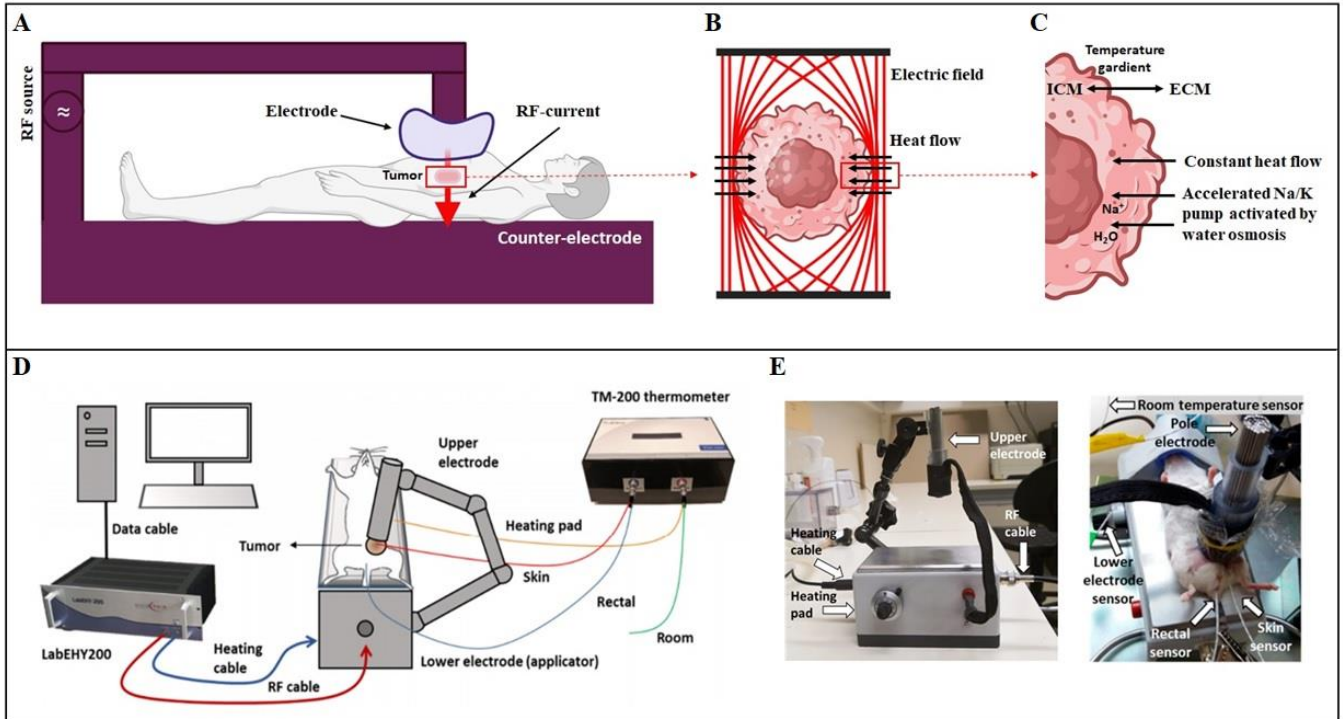 A
RF source
≈
Electrode
RF-current
Tumor
Counter-electrode
B
Electric field
Heat flow
C
Temperature
gardient
ICM
ECM
Constant heat flow
Accelerated Na/K
pump activated by
water osmosis
Na⁺
H₂O
D
Data cable
LabEHY200
Heating
cable
RF cable
Tumor
Upper
electrode
Heating pad
Skin
Rectal
Room
Lower electrode (applicator)
TM-200 thermometer
E
Upper
electrode
RF
cable
Heating
cable
Heating
pad
Room temperature sensor
Pole
electrode
Lower
electrode
sensor
Rectal
sensor
Skin
sensor